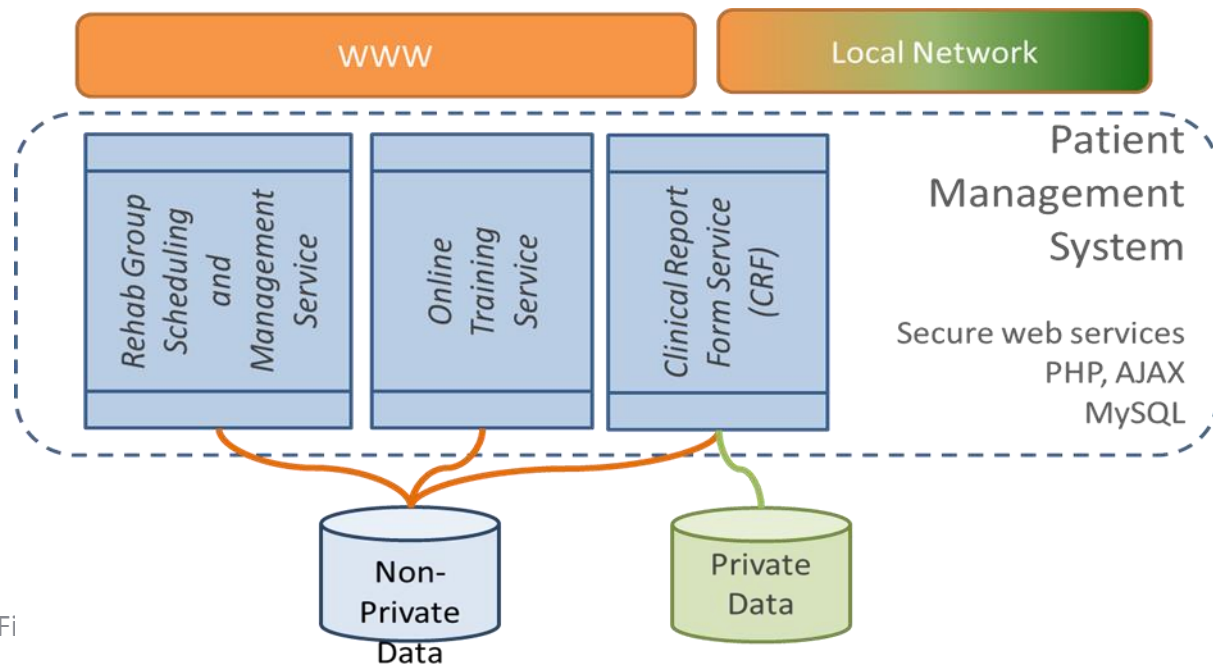 WWW
Local Network
Rehab Group
Scheduling
and
Management
Service
Online
Training
Service
Clinical Report
Form Service
(CRF)
Patient
Management
System
Secure web services
PHP, AJAX
MySQL
Non-
Private
Data
Private
Data
Fi